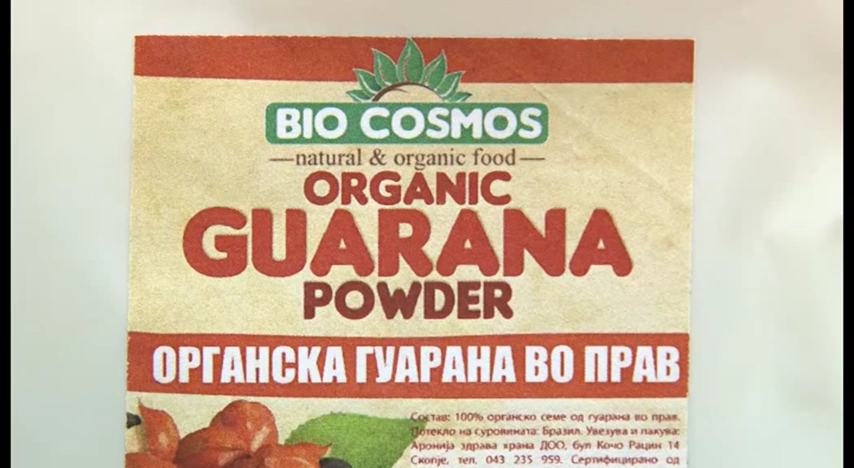 BIO COSMOS
natural & organic food
ORGANIC
GUARANA
POWDER
ОРГАНСКА ГУАРАНА ВО ПРАВ
Состав: 100% органско семе од гуарана во прав.
Потекло на суровината: Бразил. Увезува и пакува:
Аронија здрава храна ДОО, бул Кочо Рацин 14
Скопје, тел. 043 235 959. Сертифицирано од